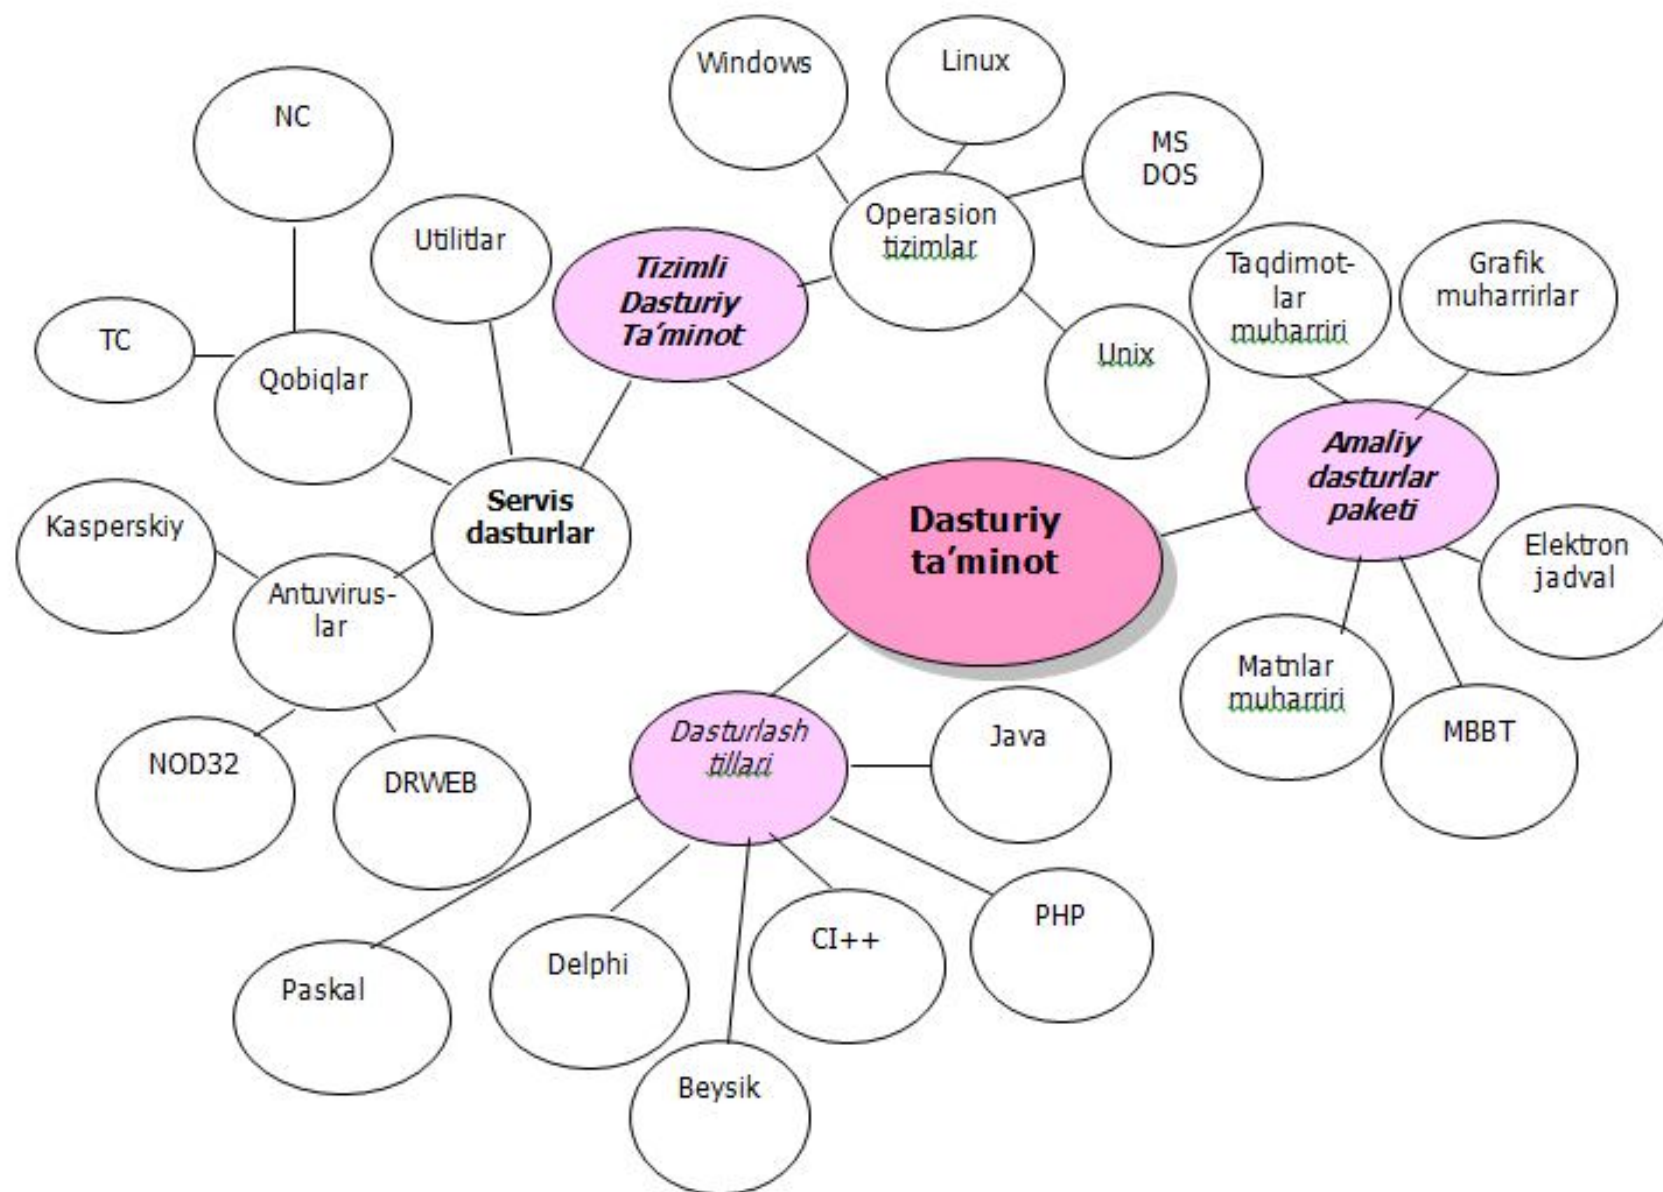 Windows
Linux
NC
MS
DOS
Utilitlar
Operasion
tizimlar
Tizimli
Dasturiy
Ta’minot
Taqdimot-
lar
muharriri
Grafik
muharrirlar
TC
Qobiqlar
Unix
Amaliy
dasturlar
paketi
Servis
dasturlar
Dasturiy
ta’minot
Kasperskiy
Elektron
jadval
Antuvirus-
lar
Matnlar
muharriri
MBBT
Dasturlash
tillari
Java
NOD32
DRWEB
PHP
CI++
Delphi
Paskal
Beysik